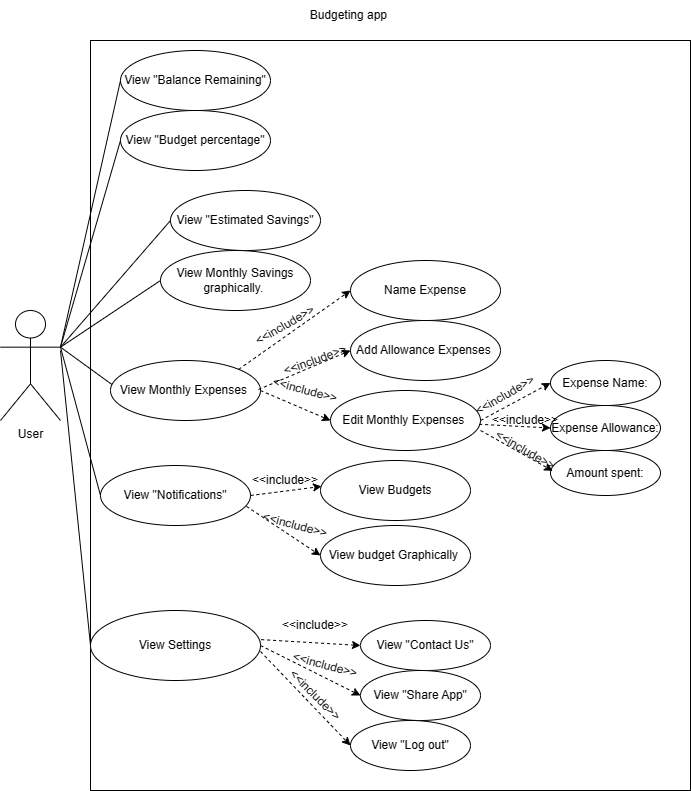 Budgeting app
View "Balance Remaining"
View "Budget percentage"
View "Estimated Savings"
View Monthly Savings
graphically.
Name Expense
<<include>>
Add Allowance Expenses
<<include>>
View Monthly Expenses
<<include>>
Edit Monthly Expenses
<<include>>
Expense Name:
<<include>>
Expense Allowance:
<<include>>
Amount spent:
User
View "Notifications"
<<include>>
View Budgets
<<include>>
View budget Graphically
View Settings
<<include>>
View "Contact Us"
<<include>>
View "Share App"
<<include>>
View "Log out"